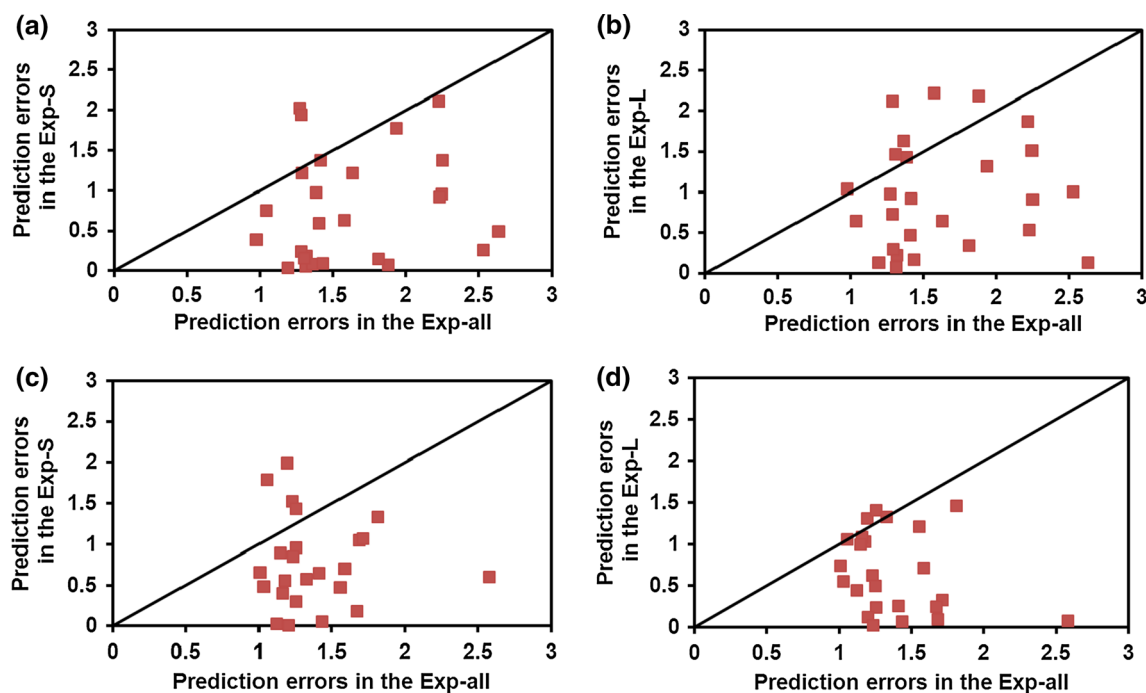 (a)
Prediction errors
in the Exp-S
3
2.5
2
1.5
1
0.5
0
0 0.5 1 1.5 2 2.5 3
Prediction errors in the Exp-all
(b)
Prediction errors
in the Exp-L
3
2.5
2
1.5
1
0.5
0
0 0.5 1 1.5 2 2.5 3
Prediction errors in the Exp-all
(c)
Prediction errors
in the Exp-S
3
2.5
2
1.5
1
0.5
0
0 0.5 1 1.5 2 2.5 3
Prediction errors in the Exp-all
(d)
Prediction erors
in the Exp-L
3
2.5
2
1.5
1
0.5
0
0 0.5 1 1.5 2 2.5 3
Prediction errors in the Exp-all